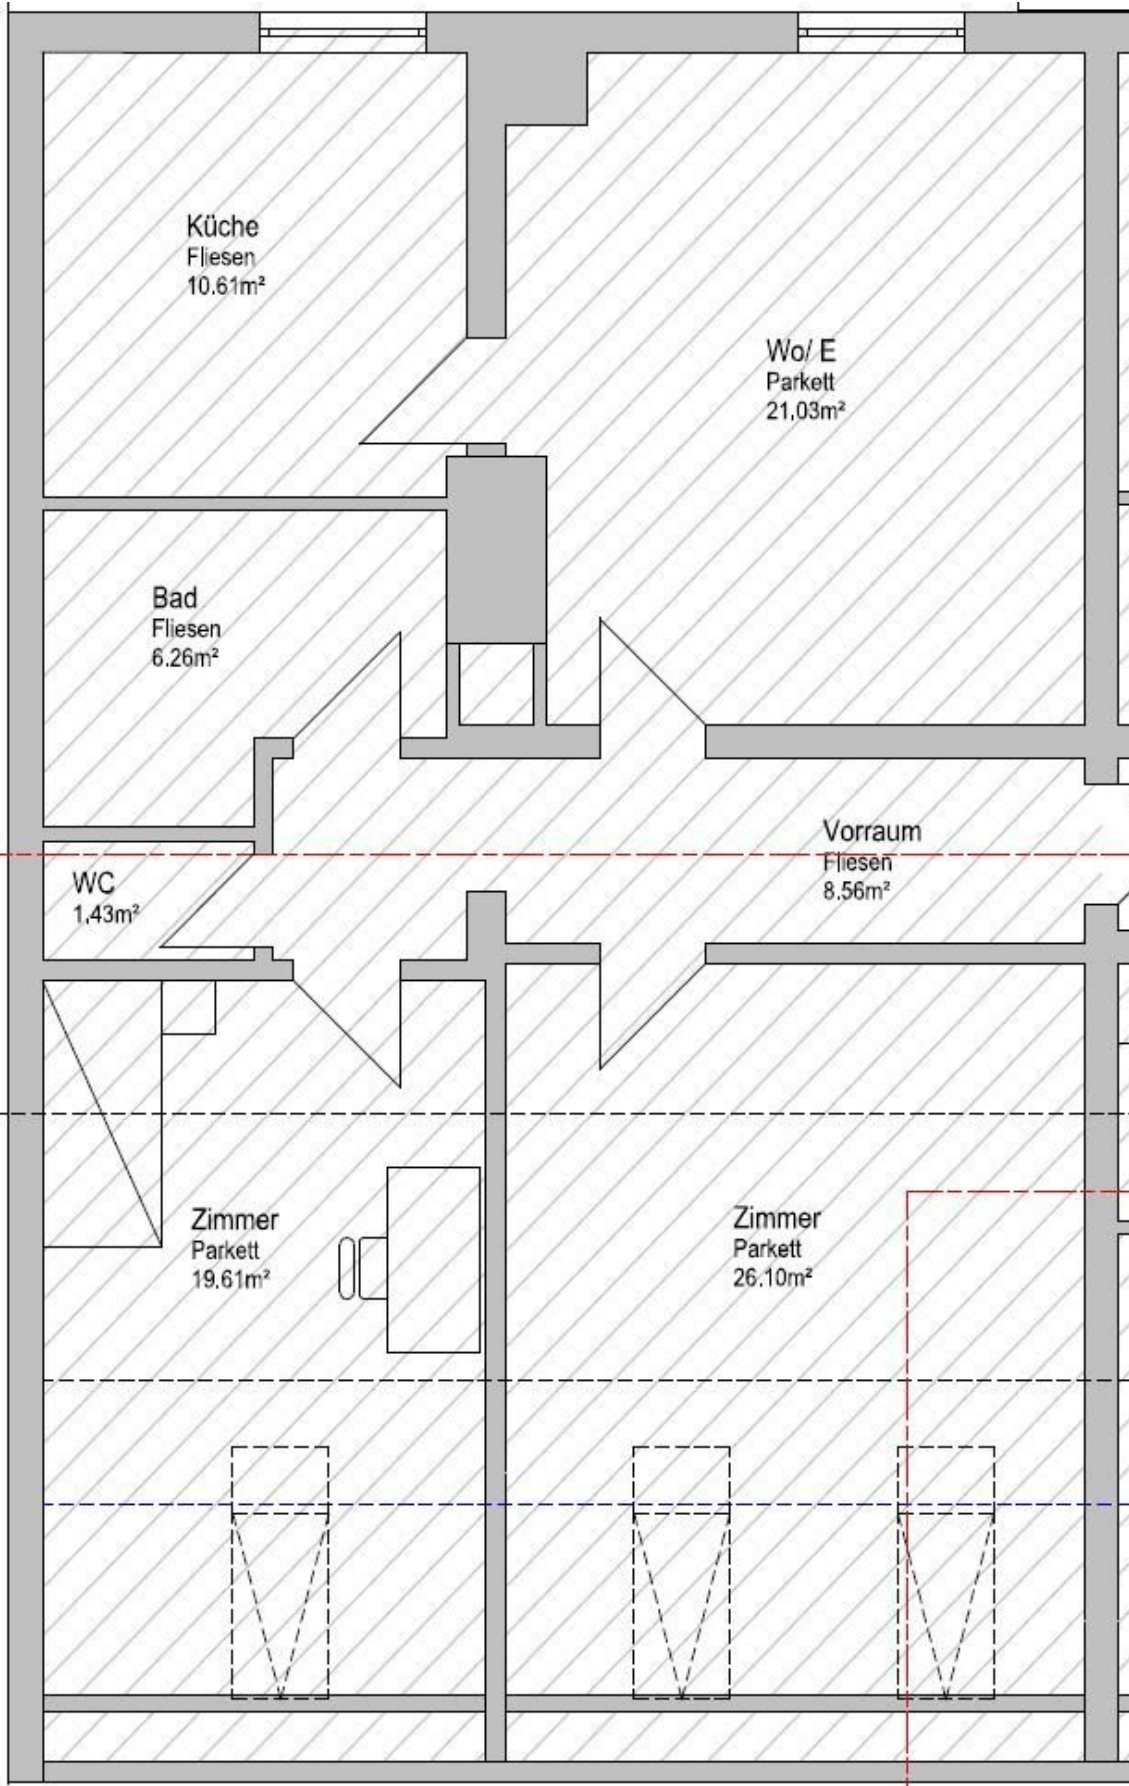 Küche
Fliesen
10.61m²
Wo/ E
Parkett
21,03m²
Bad
Fliesen
6.26m²
Vorraum
Fliesen
8.56m²
WC
1,43m²
Zimmer
Parkett
19.61m²
Zimmer
Parkett
26.10m²